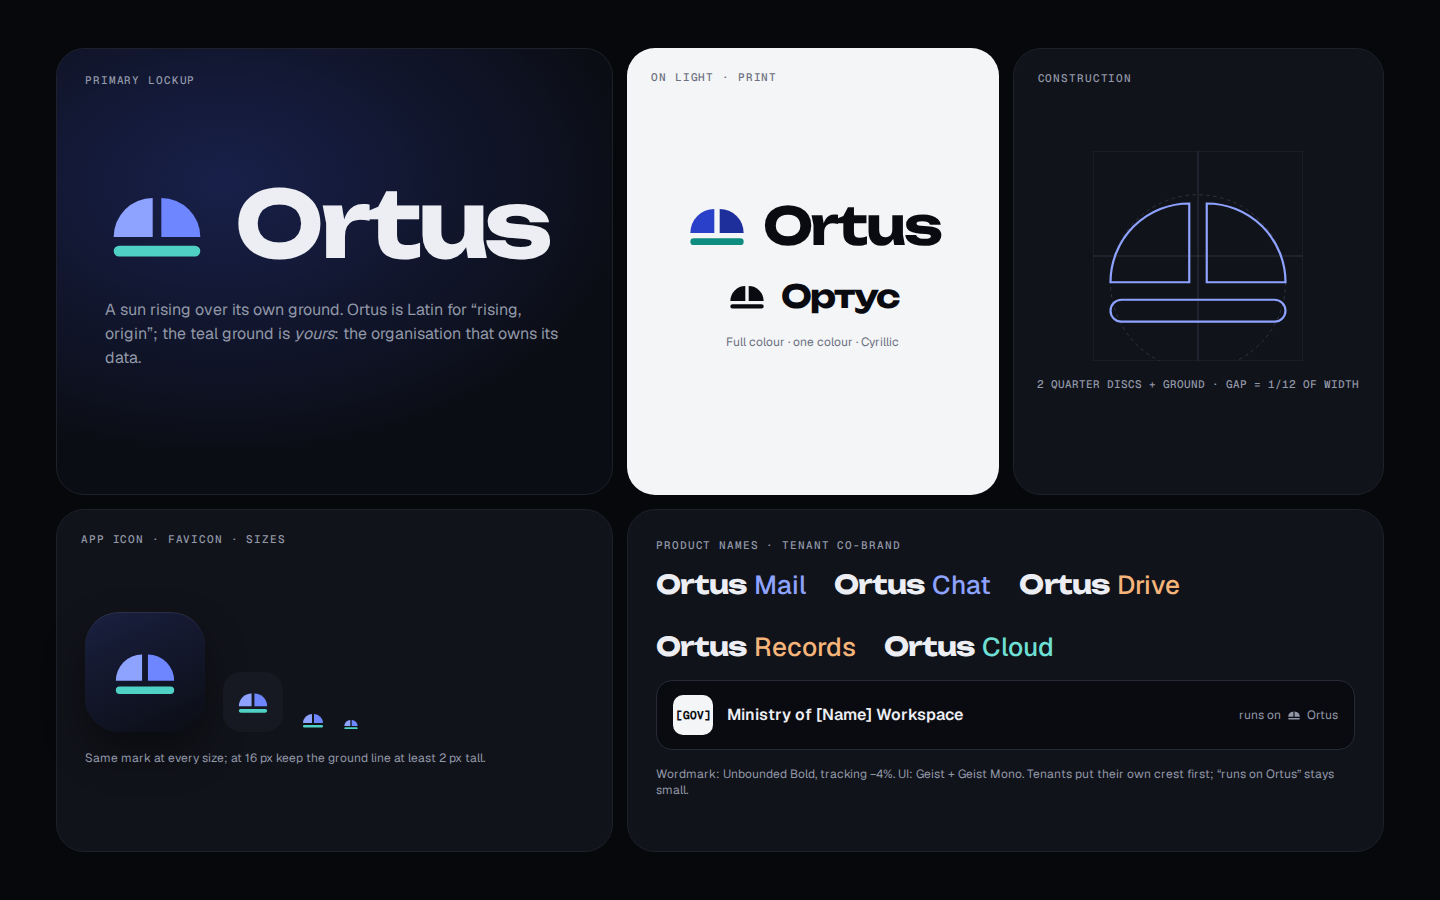 PRIMARY LOCKUP
Ortus
A sun rising over its own ground. Ortus is Latin for “rising,
origin”; the teal ground is yours: the organisation that owns its
data.
ON LIGHT · PRINT
Ortus
Ортус
Full colour · one colour · Cyrillic
CONSTRUCTION
2 QUARTER DISCS + GROUND · GAP = 1/12 OF WIDTH
APP ICON · FAVICON · SIZES
Same mark at every size; at 16 px keep the ground line at least 2 px tall.
PRODUCT NAMES · TENANT CO-BRAND
Ortus Mail Ortus Chat Ortus Drive
Ortus Records Ortus Cloud
[GOV] Ministry of [Name] Workspace runs on Ortus
Wordmark: Unbounded Bold, tracking −4%. UI: Geist + Geist Mono. Tenants put their own crest first; “runs on Ortus” stays
small.